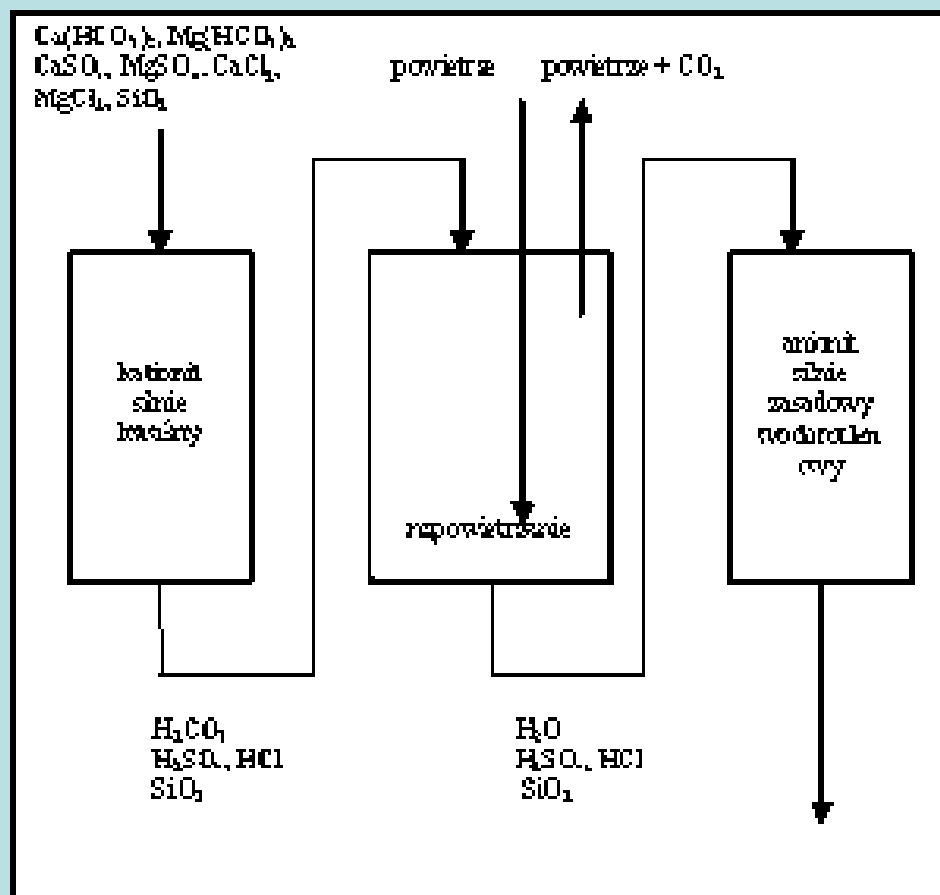 Ca(HCO₃)₂, Mg(HCO₃)₂
CaSO₄, MgSO₄, CaCl₂,
MgCl₂, SiO₂
powietrze
powietrze + CO₂
kationit
silnie
kwaśny
napowietrzanie
anionit
silnie
zasadowy
wodorotlen
owy
H₂CO₃
H₂SO₄, HCl
SiO₂
H₂O
H₂SO₄, HCl
SiO₂